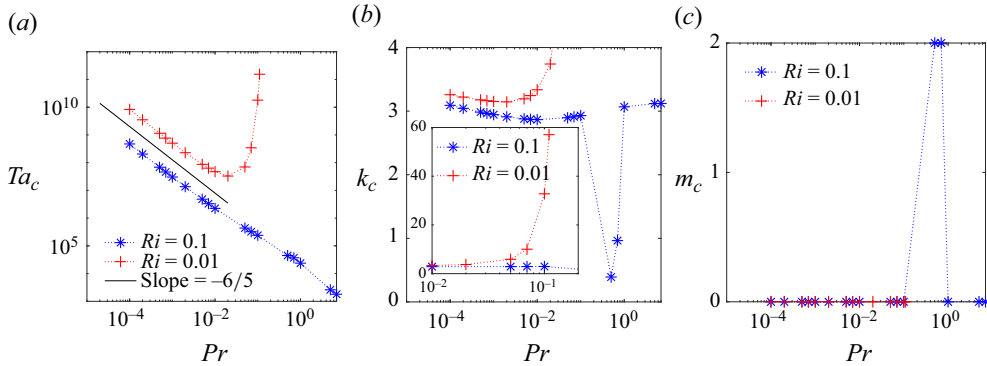 (a)
10^10
Ta_c
10^5
Ri = 0.1
Ri = 0.01
Slope = –6/5
10^–4
10^–2
10^0
Pr
(b)
4
3
k_c
2
1
0
60
40
20
0
Ri = 0.1
Ri = 0.01
10^–2
10^–1
10^–4
10^–2
10^0
Pr
(c)
2
m_c
0
Ri = 0.1
Ri = 0.01
10^–4
10^–2
10^0
Pr